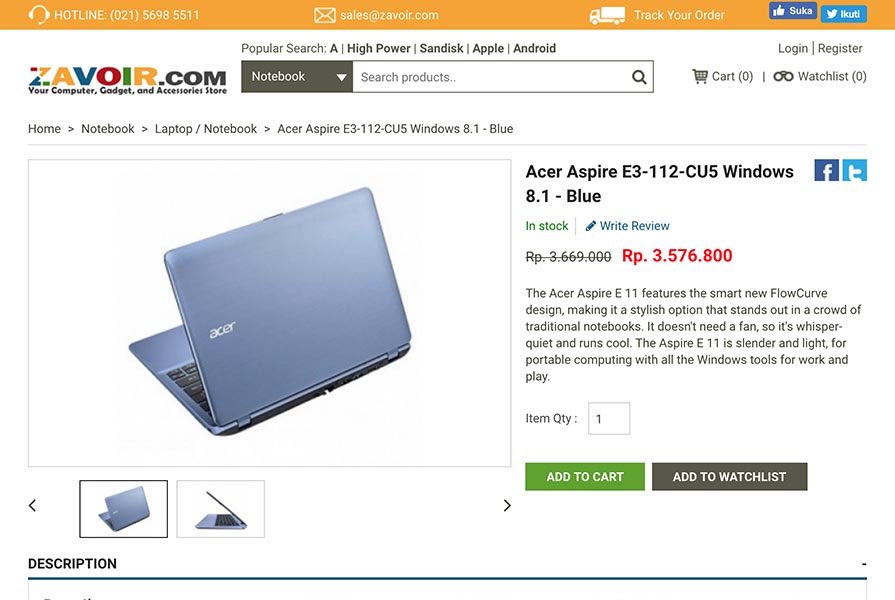 HOTLINE: (021) 5698 5511
sales@zavoir.com
Track Your Order
Suka
Ikuti
Popular Search: A | High Power | Sandisk | Apple | Android
Login | Register
ZAVOIR.COM
Your Computer, Gadget, and Accessories Store
Notebook
Search products..
Cart (0) | Watchlist (0)
Home > Notebook > Laptop / Notebook > Acer Aspire E3-112-CU5 Windows 8.1 - Blue
acer
Acer Aspire E3-112-CU5 Windows
8.1 - Blue
In stock
Write Review
Rp. 3.669.000 Rp. 3.576.800
The Acer Aspire E 11 features the smart new FlowCurve
design, making it a stylish option that stands out in a crowd of
traditional notebooks. It doesn't need a fan, so it's whisper-
quiet and runs cool. The Aspire E 11 is slender and light, for
portable computing with all the Windows tools for work and
play.
Item Qty :
1
ADD TO CART
ADD TO WATCHLIST
DESCRIPTION
-